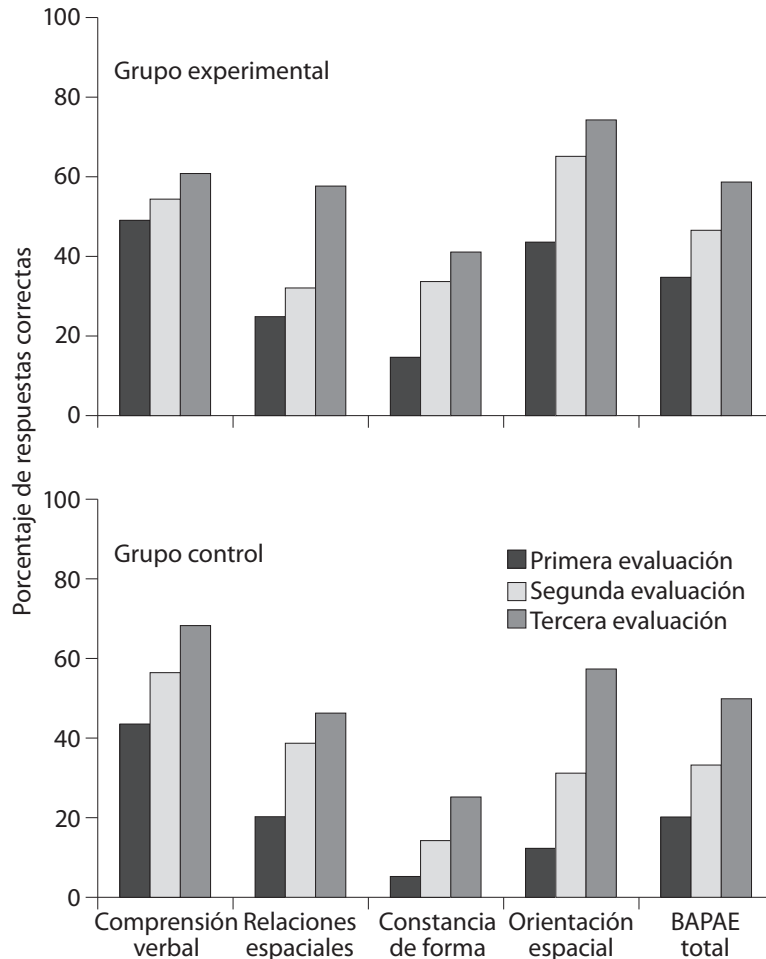 Porcentaje de respuestas correctas
100
Grupo experimental
80
60
40
20
0
100
Grupo control
80
Primera evaluación
Segunda evaluación
Tercera evaluación
60
40
20
0
Comprensión
verbal
Relaciones
espaciales
Constancia
de forma
Orientación
espacial
BAPAE
total